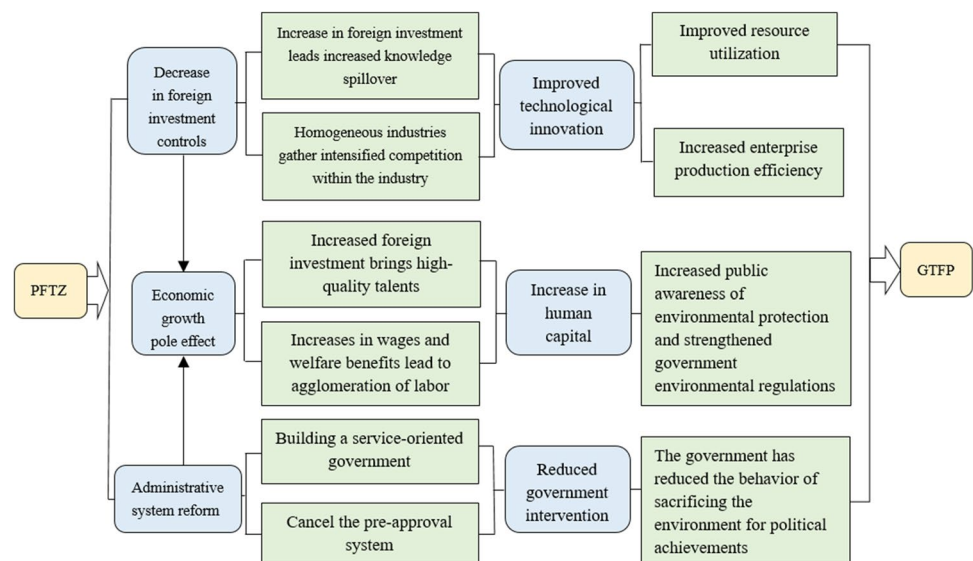 PFTZ
Decrease
in foreign
investment
controls
Increase in foreign investment
leads increased knowledge
spillover
Homogeneous industries
gather intensified competition
within the industry
Improved
technological
innovation
Improved resource
utilization
Increased enterprise
production efficiency
Economic
growth
pole effect
Increased foreign
investment brings high-
quality talents
Increases in wages and
welfare benefits lead to
agglomeration of labor
Increase in
human
capital
Increased public
awareness of
environmental protection
and strengthened
government
environmental regulations
Administrative
system reform
Building a service-oriented
government
Cancel the pre-approval
system
Reduced
government
intervention
The government has
reduced the behavior of
sacrificing the
environment for political
achievements
GTFP